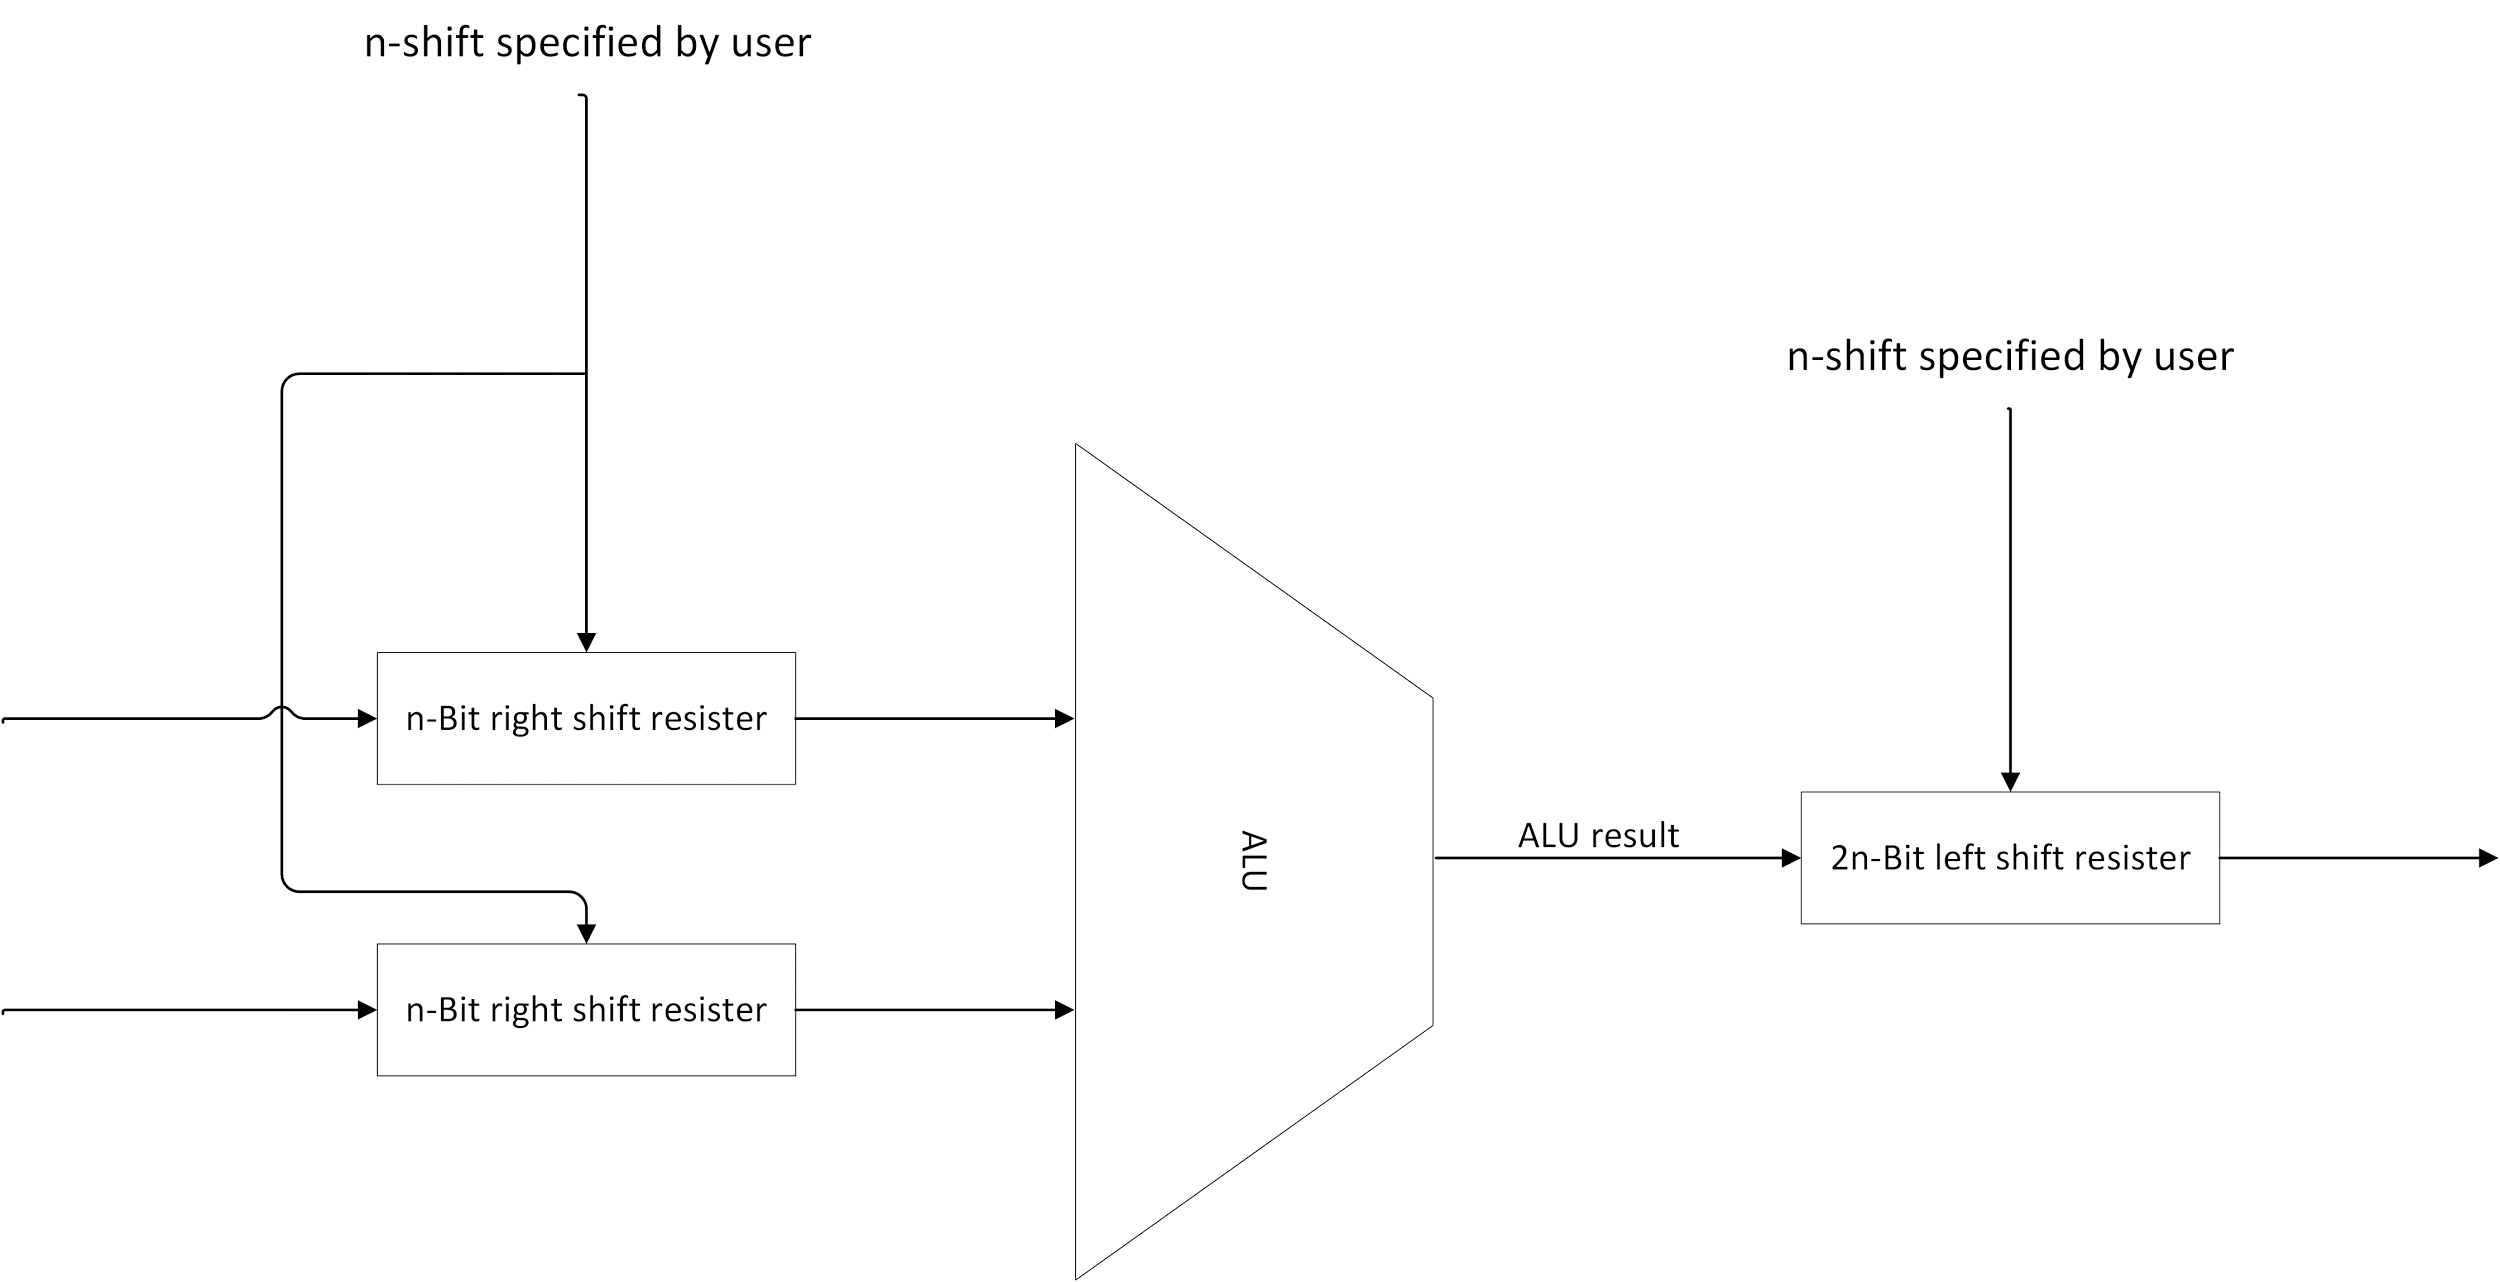 n-shift specified by user
n-shift specified by user
n-Bit right shift resister
ALU result
ALU
2n-Bit left shift resister
n-Bit right shift resister